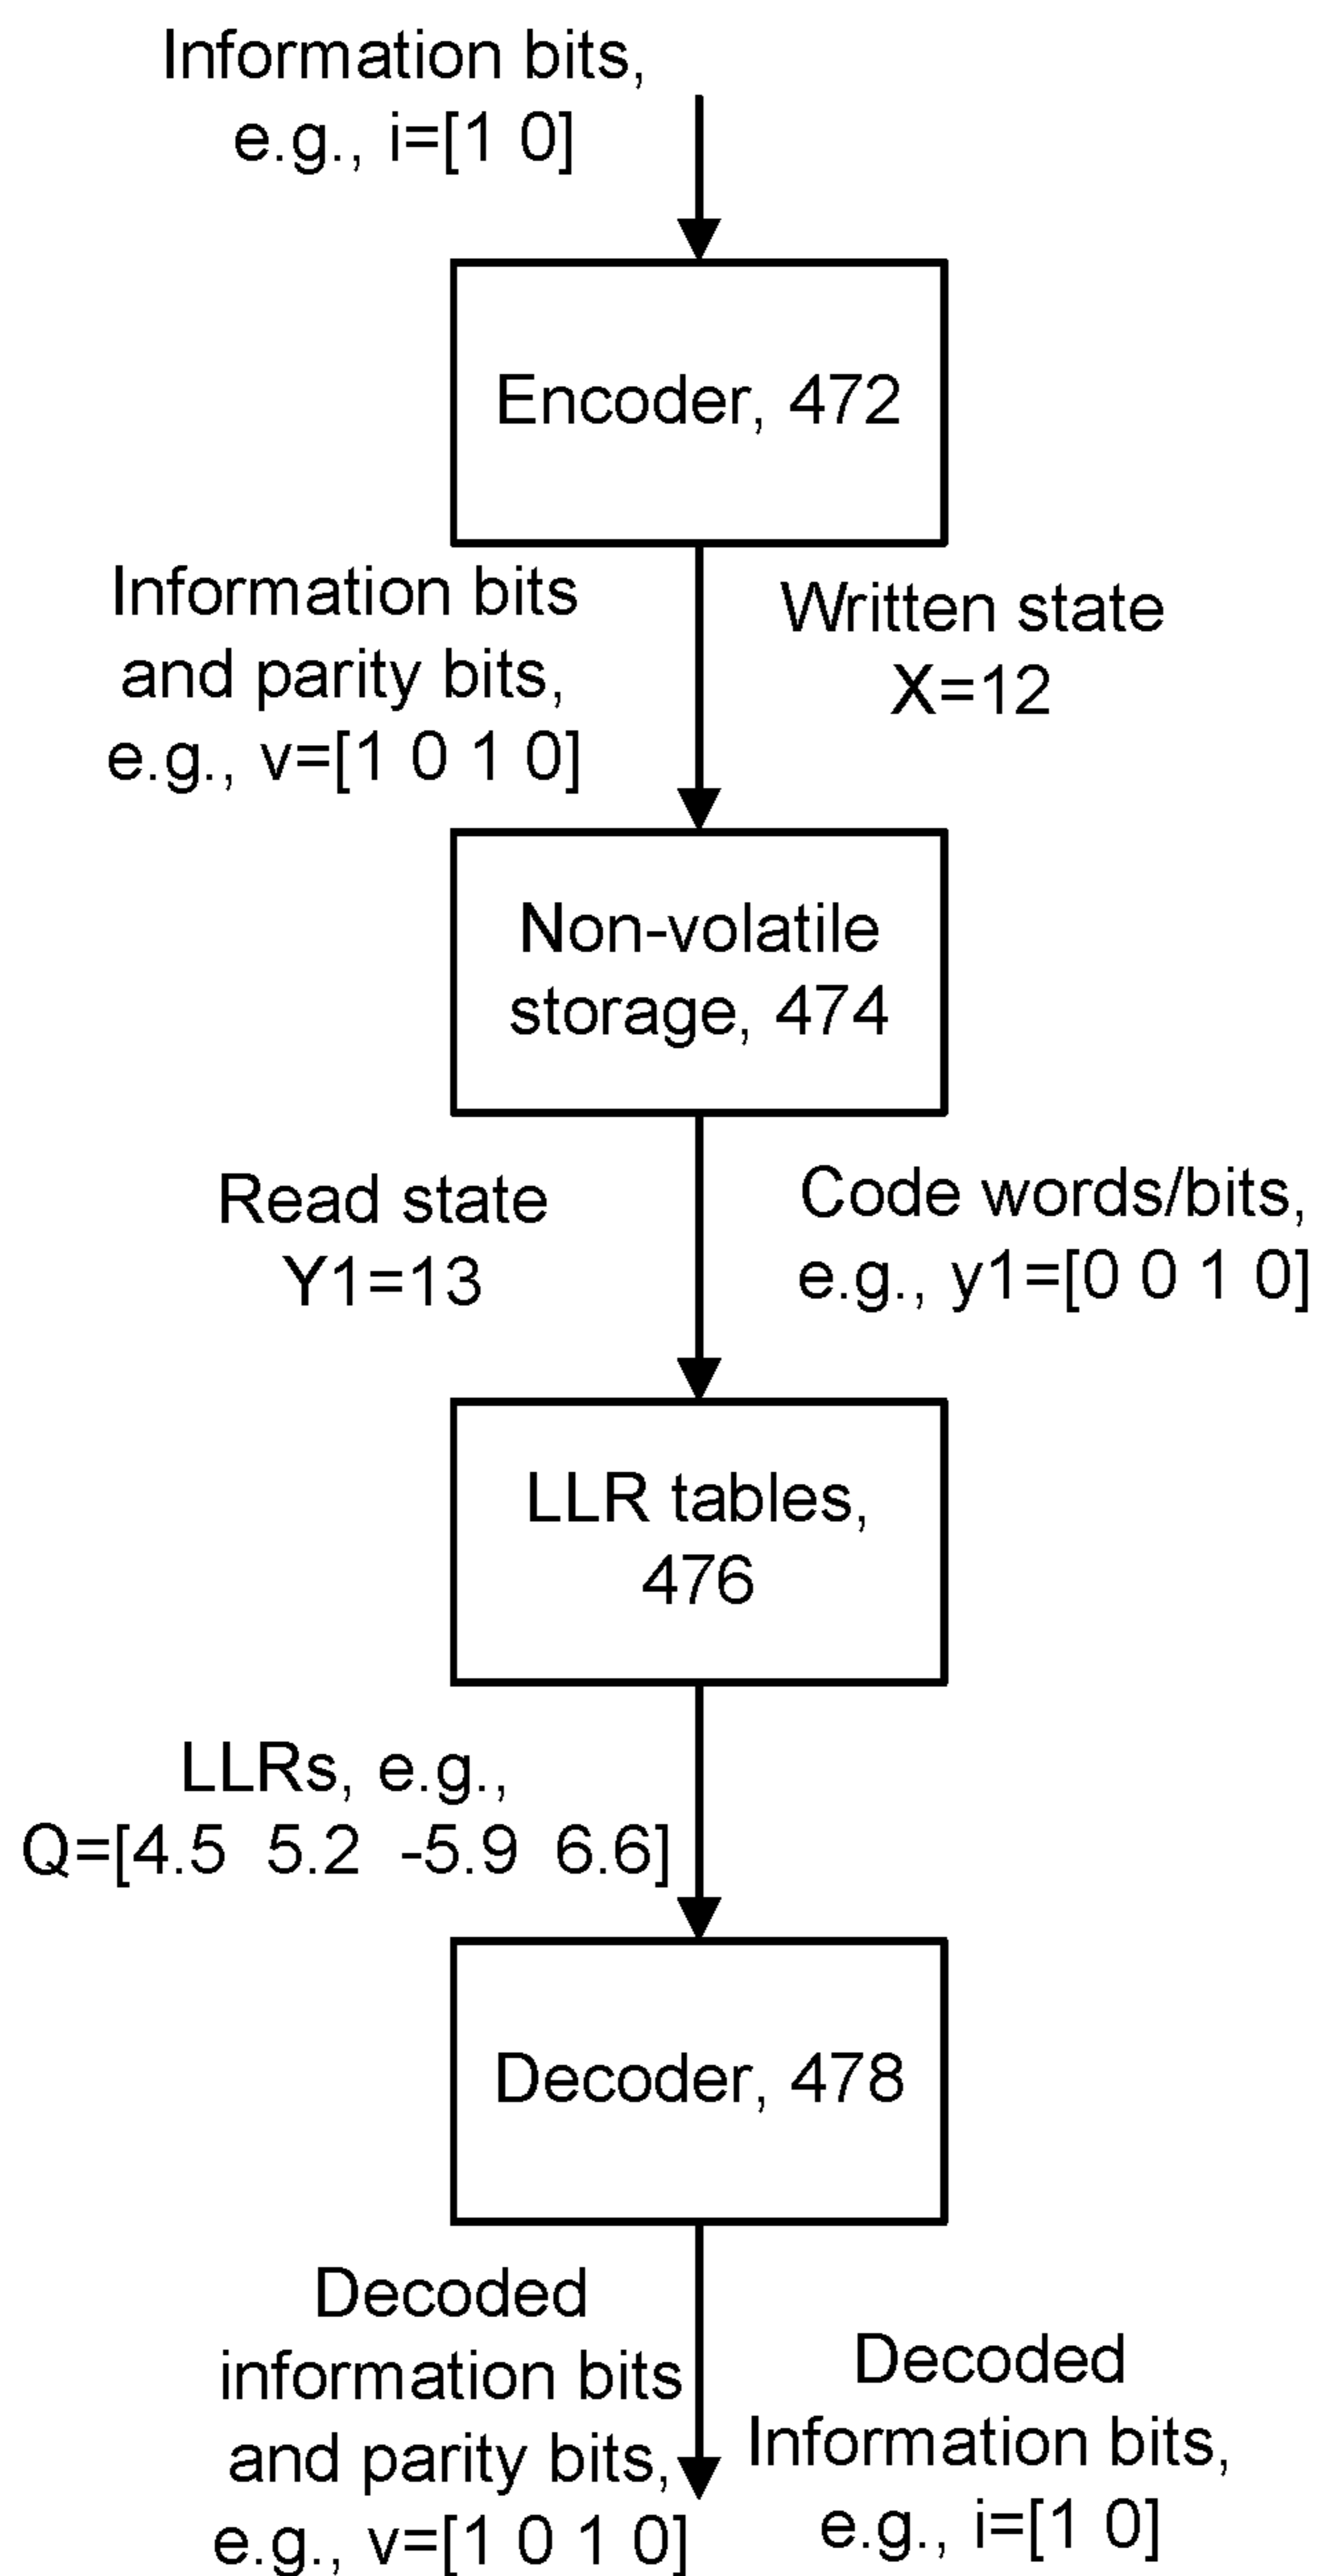 Information bits,
e.g., i=[1 0]
Encoder, 472
Information bits
and parity bits,
e.g., v=[1 0 1 0]
Written state
X=12
Non-volatile
storage, 474
Read state
Y1=13
Code words/bits,
e.g., y1=[0 0 1 0]
LLR tables,
476
LLRs, e.g.,
Q=[4.5 5.2 -5.9 6.6]
Decoder, 478
Decoded
information bits
and parity bits,
e.g., v=[1 0 1 0]
Decoded
Information bits,
e.g., i=[1 0]